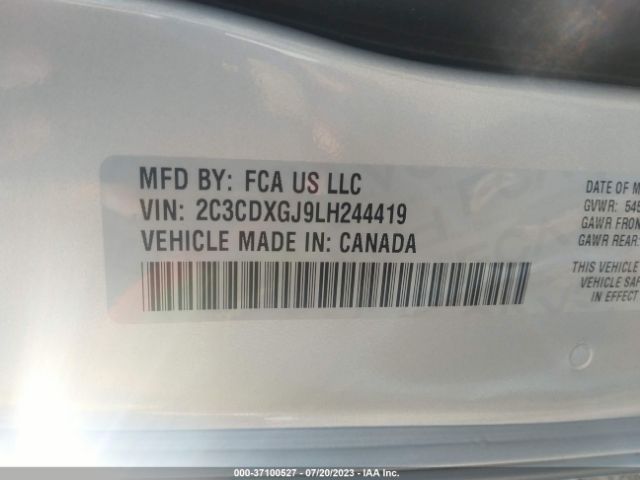 MFD BY: FCA US LLC
VIN: 2C3CDXGJ9LH244419
VEHICLE MADE IN: CANADA
DATE OF M
GVWR: 545
GAWR FRON
GAWR REAR:
THIS VEHICLE
VEHICLE SAF
IN EFFECT
000-37100527 - 07/20/2023 - IAA Inc.